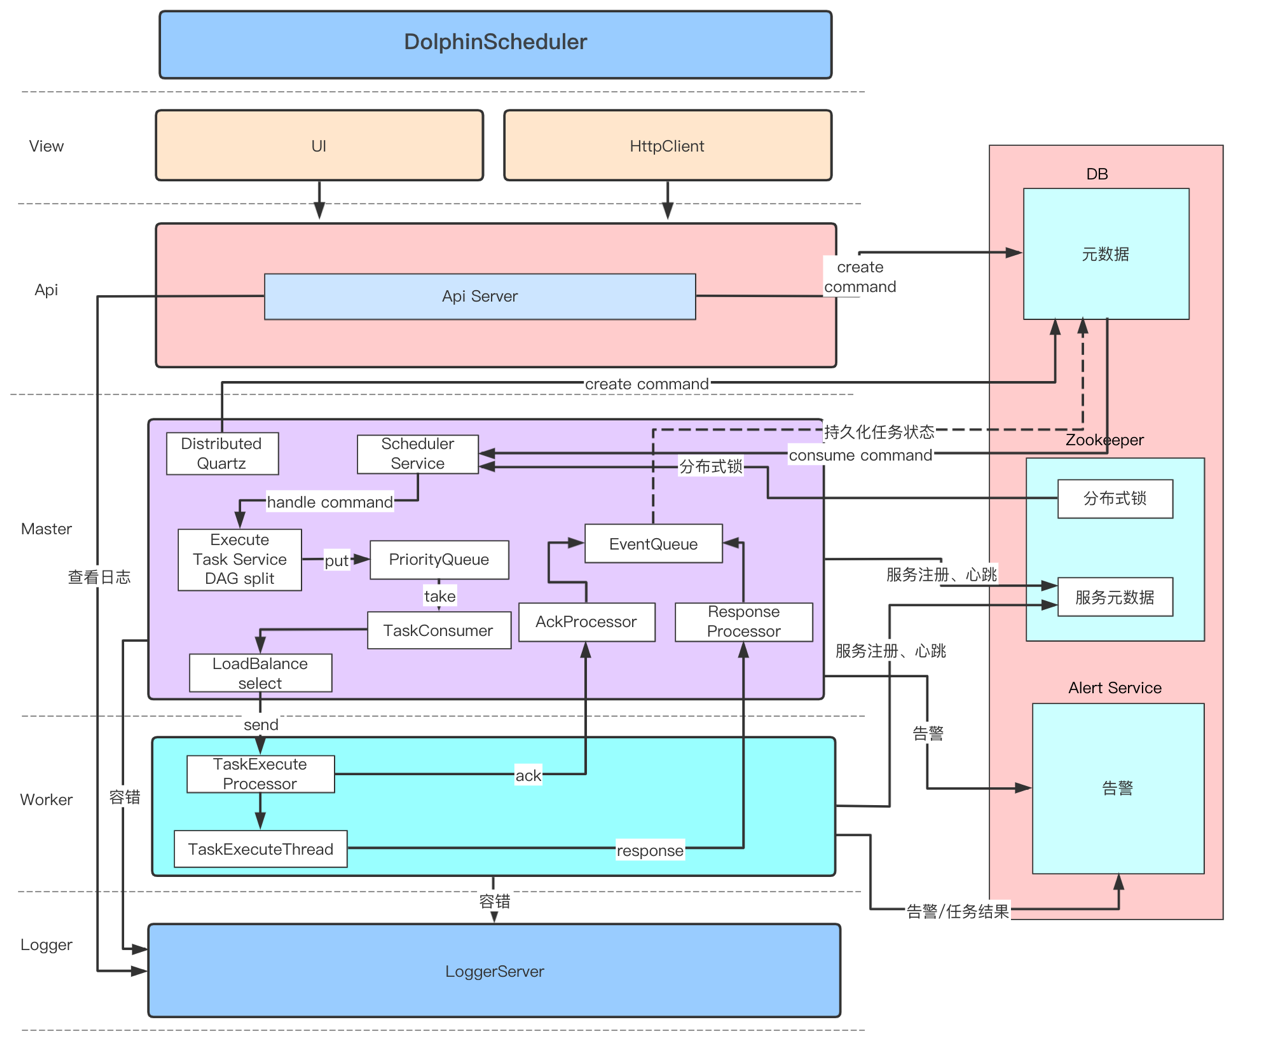 DolphinScheduler
View
UI
HttpClient
DB
元数据
Api
Api Server
create
command
create command
Distributed
Quartz
Scheduler
Service
持久化任务状态
Zookeeper
consume command
分布式锁
分布式锁
handle command
Master
Execute
Task Service
DAG split
put
PriorityQueue
EventQueue
查看日志
服务注册、心跳
服务元数据
take
AckProcessor
Response
Processor
TaskConsumer
服务注册、心跳
LoadBalance
select
Alert Service
send
告警
TaskExecute
Processor
ack
告警
Worker
容错
TaskExecuteThread
response
容错
告警/任务结果
Logger
LoggerServer